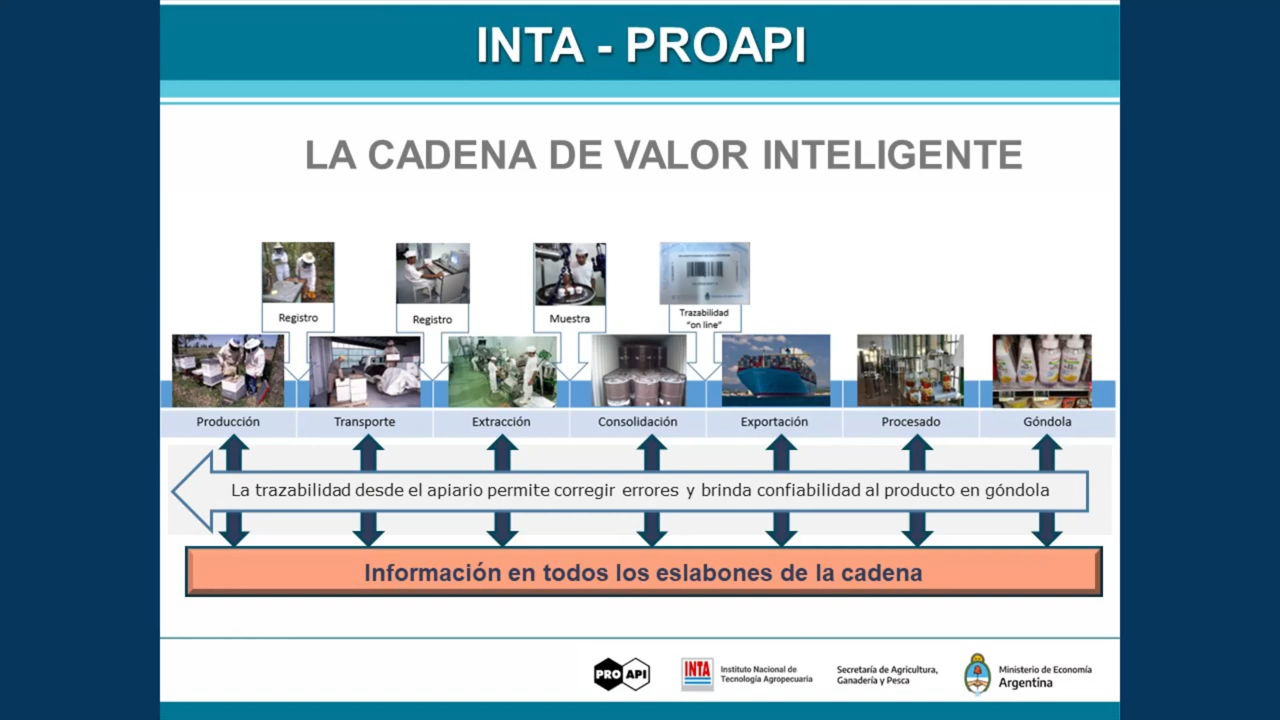 INTA - PROAPI
LA CADENA DE VALOR INTELIGENTE
Registro
Registro
Muestra
Trazabilidad
“on line”
Producción
Transporte
Extracción
Consolidación
Exportación
Procesado
Góndola
La trazabilidad desde el apiario permite corregir errores y brinda confiabilidad al producto en góndola
Información en todos los eslabones de la cadena
PRO API
INTA
Instituto Nacional de
Tecnología Agropecuaria
Secretaría de Agricultura,
Ganadería y Pesca
Ministerio de Economía
Argentina